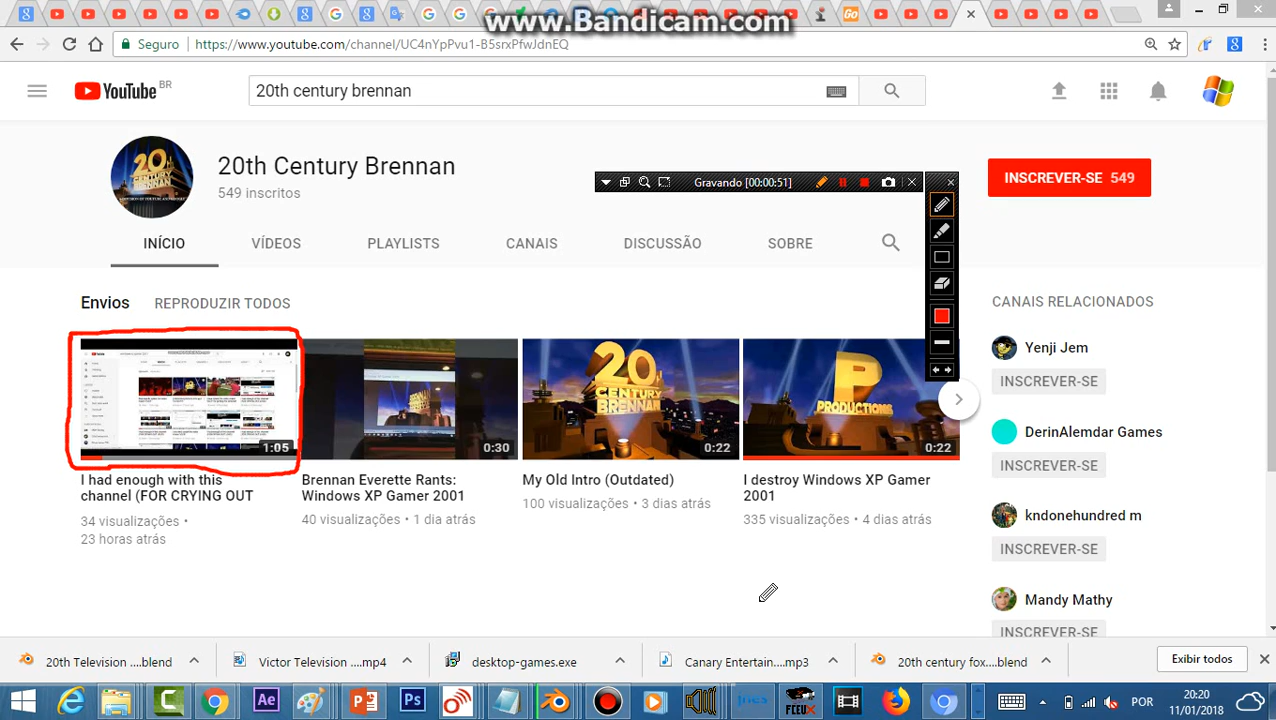 www.Bandicam.com
Seguro
https://www.youtube.com/channel/UC4nYpPvu1-B5srxPfwJdnEQ
YouTube BR
20th century brennan
20th Century Brennan
549 inscritos
Gravando [00:00:51]
INSCREVER-SE 549
INÍCIO VÍDEOS PLAYLISTS CANAIS DISCUSSÃO SOBRE
Envios REPRODUZIR TODOS
CANAIS RELACIONADOS
1:05
0:30
0:22
0:22
I had enough with this
channel (FOR CRYING OUT
34 visualizações •
23 horas atrás
Brennan Everette Rants:
Windows XP Gamer 2001
40 visualizações • 1 dia atrás
My Old Intro (Outdated)
100 visualizações • 3 dias atrás
I destroy Windows XP Gamer
2001
335 visualizações • 4 dias atrás
Yenji Jem
INSCREVER-SE
DarinAlemdar Games
INSCREVER-SE
kndonehundred m
INSCREVER-SE
Mandy Mathy
INSCREVER-SE
20th Television ....blend
Victor Television ....mp4
desktop-games.exe
Canary Entertain....mp3
20th century fox....blend
Exibir todos
POR
20:20
11/01/2018